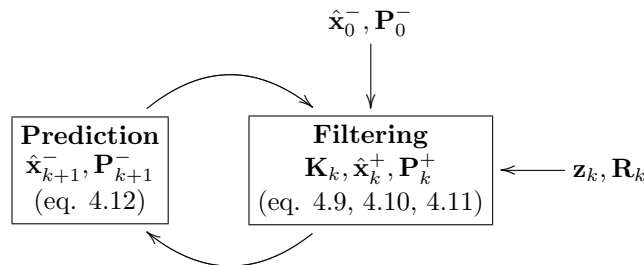 x̂₀⁻, P₀⁻
Prediction
x̂ₖ₊₁⁻, Pₖ₊₁⁻
(eq. 4.12)
Filtering
Kₖ, x̂ₖ⁺, Pₖ⁺
(eq. 4.9, 4.10, 4.11)
zₖ, Rₖ